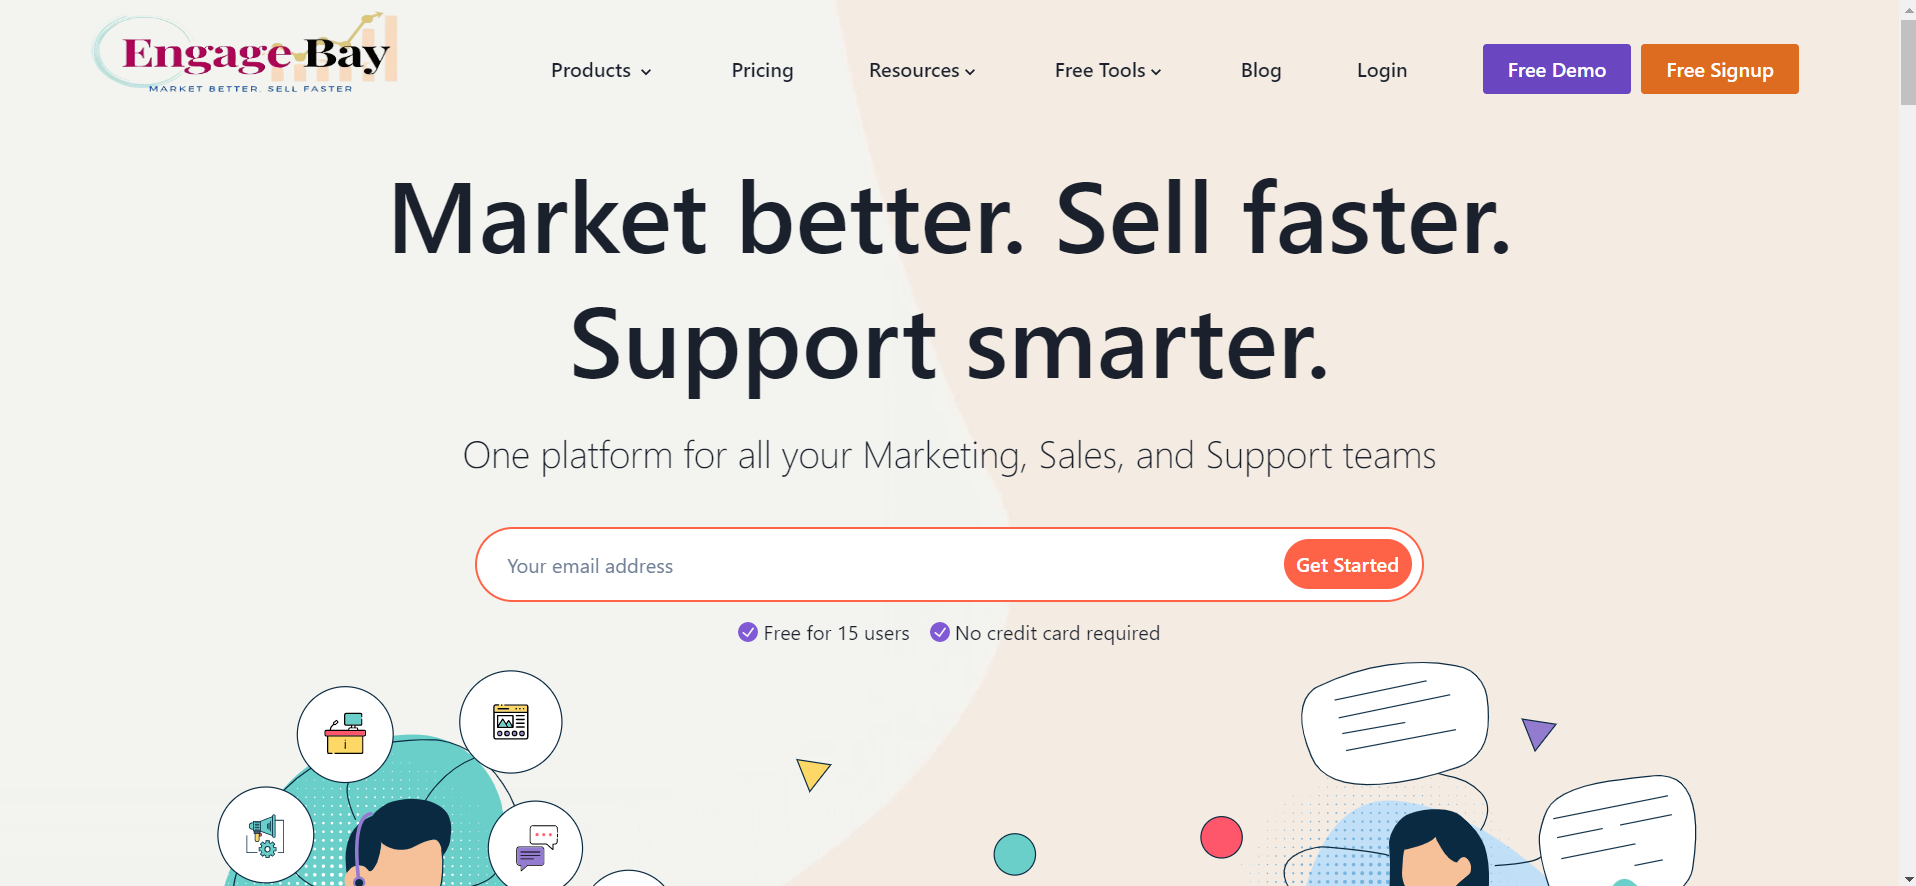 Engage Bay
MARKET BETTER. SELL FASTER
Products
Pricing
Resources
Free Tools
Blog
Login
Free Demo
Free Signup
Market better. Sell faster.
Support smarter.
One platform for all your Marketing, Sales, and Support teams
Your email address
Get Started
Free for 15 users
No credit card required
i